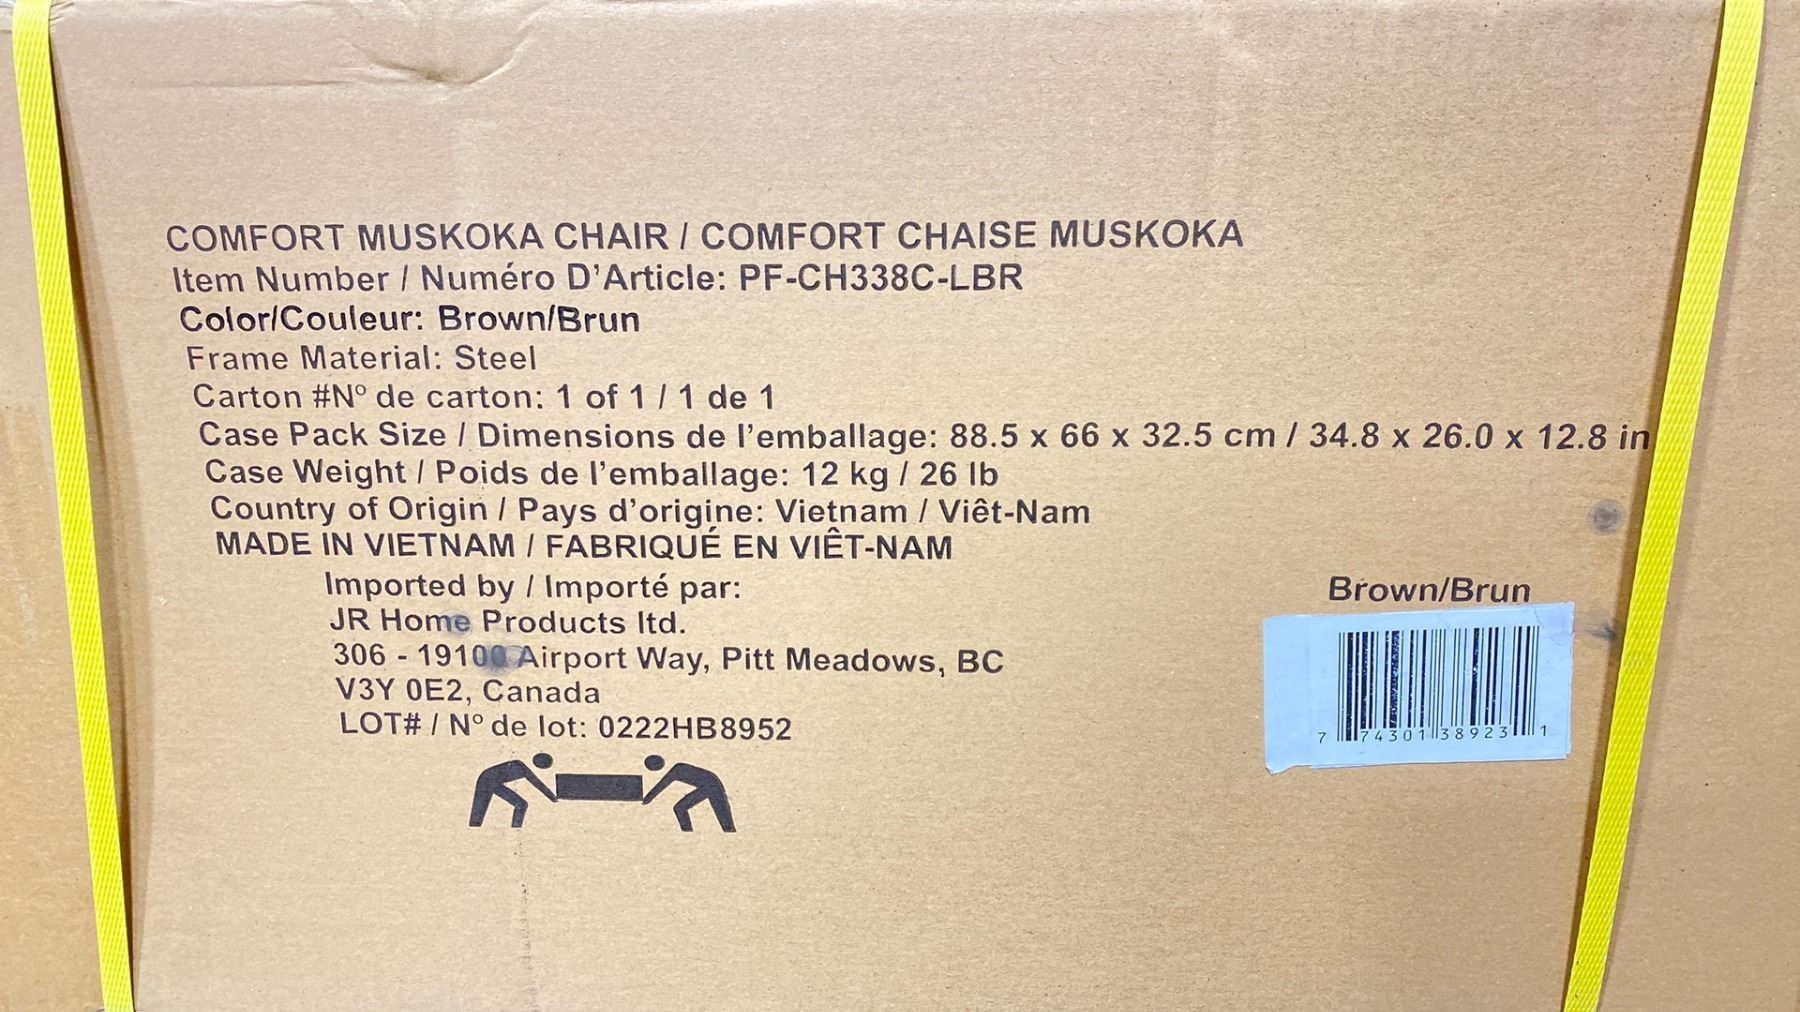 COMFORT MUSKOKA CHAIR / COMFORT CHAISE MUSKOKA
Item Number / Numéro D'Article: PF-CH338C-LBR
Color/Couleur: Brown/Brun
Frame Material: Steel
Carton #Nº de carton: 1 of 1 / 1 de 1
Case Pack Size / Dimensions de l'emballage: 88.5 x 66 x 32.5 cm / 34.8 x 26.0 x 12.8 in
Case Weight / Poids de l'emballage: 12 kg / 26 lb
Country of Origin / Pays d'origine: Vietnam / Viêt-Nam
MADE IN VIETNAM / FABRIQUÉ EN VIÊT-NAM
Imported by / Importé par:
JR Home Products ltd.
306 - 19100 Airport Way, Pitt Meadows, BC
V3Y 0E2, Canada
LOT# / Nº de lot: 0222HB8952
Brown/Brun
7 74301 38923 1